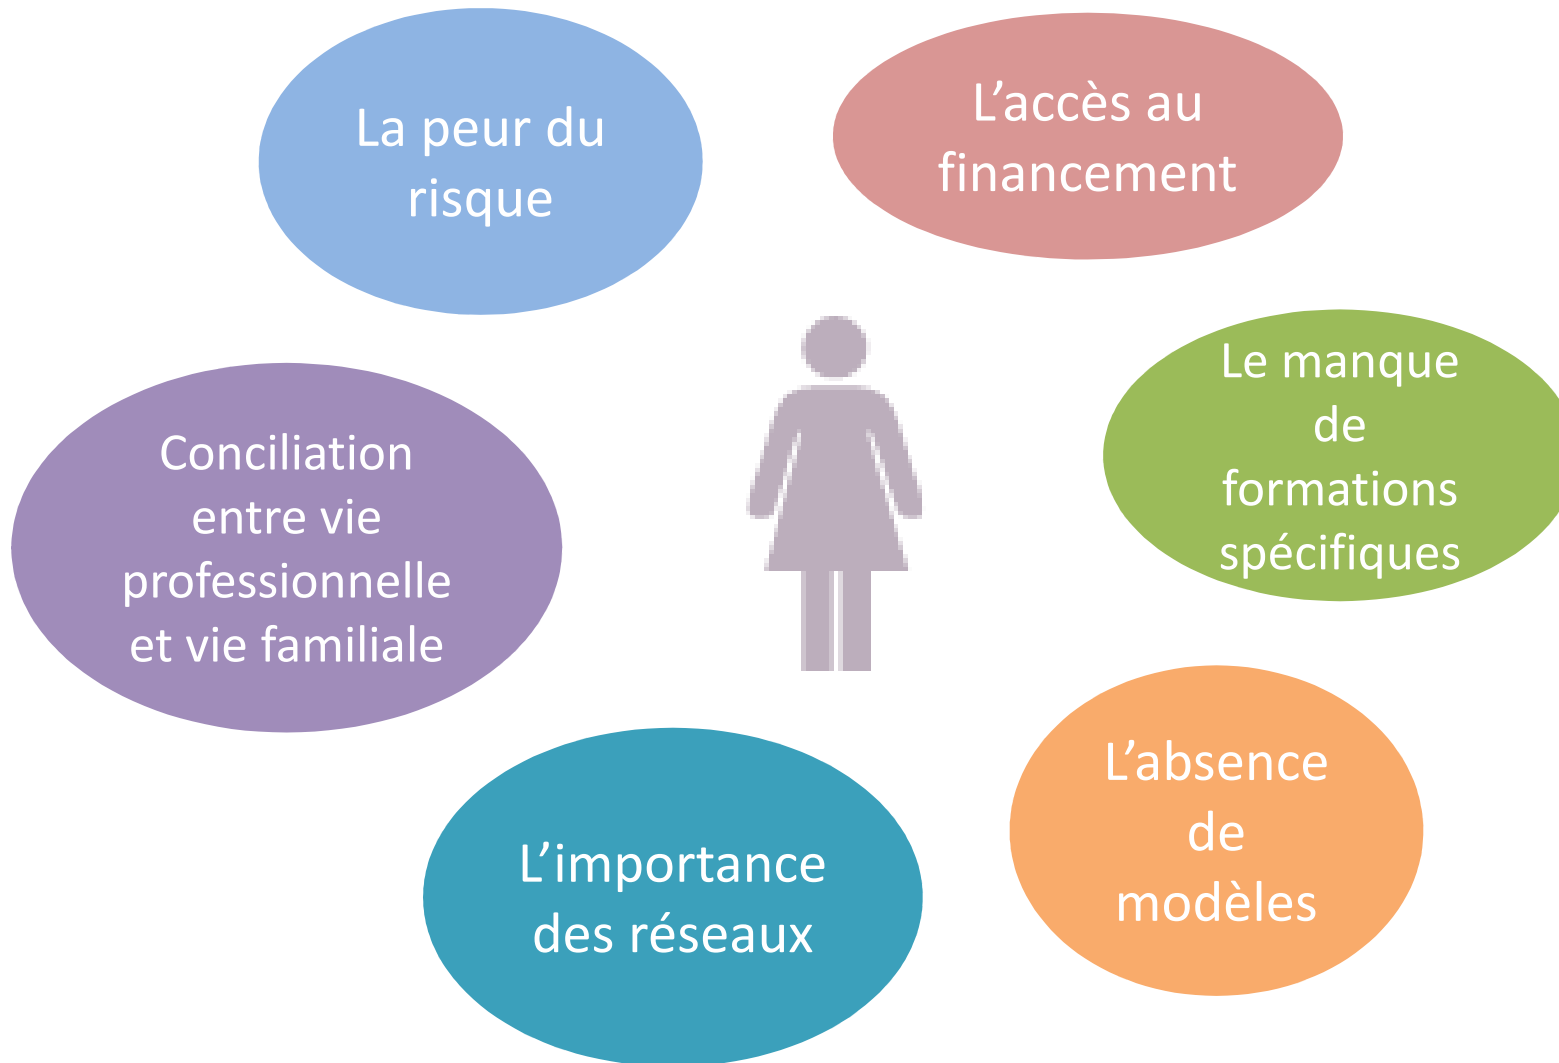 La peur du
risque
L’accès au
financement
Le manque
de
formations
spécifiques
Conciliation
entre vie
professionnelle
et vie familiale
L’absence
de
modèles
L’importance
des réseaux